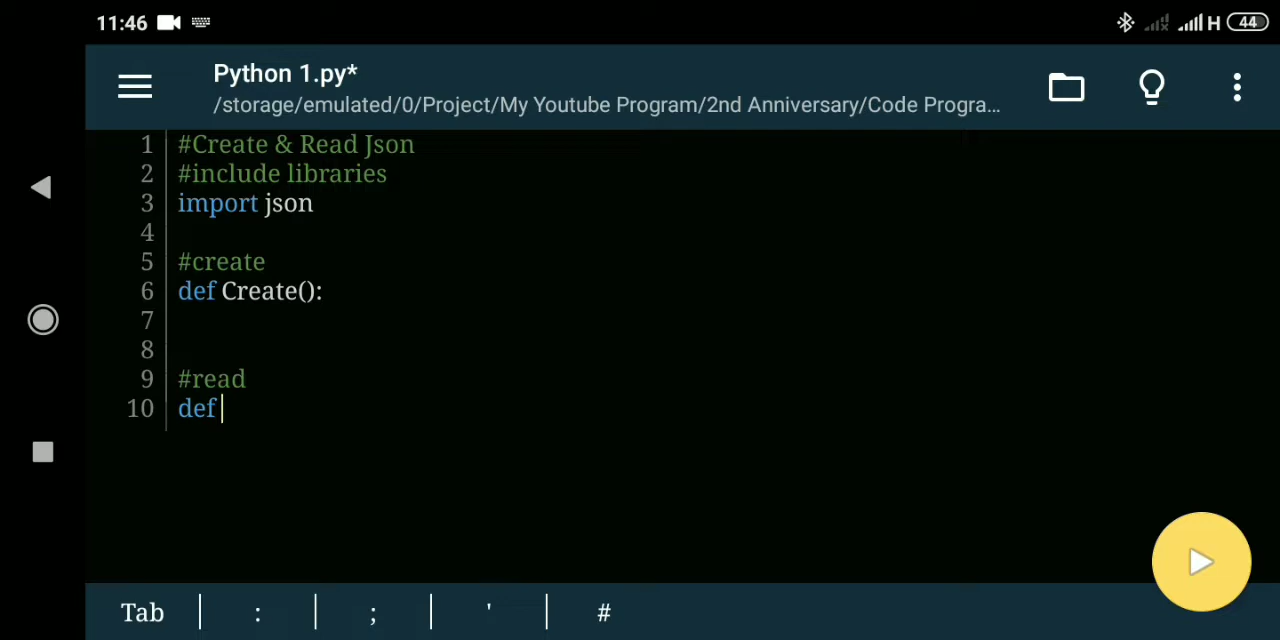 11:46 H 44
Python 1.py*
/storage/emulated/0/Project/My Youtube Program/2nd Anniversary/Code Progra...
1 #Create & Read Json
2 #include libraries
3 import json
4
5 #create
6 def Create():
7
8
9 #read
10 def
Tab : ; ' #